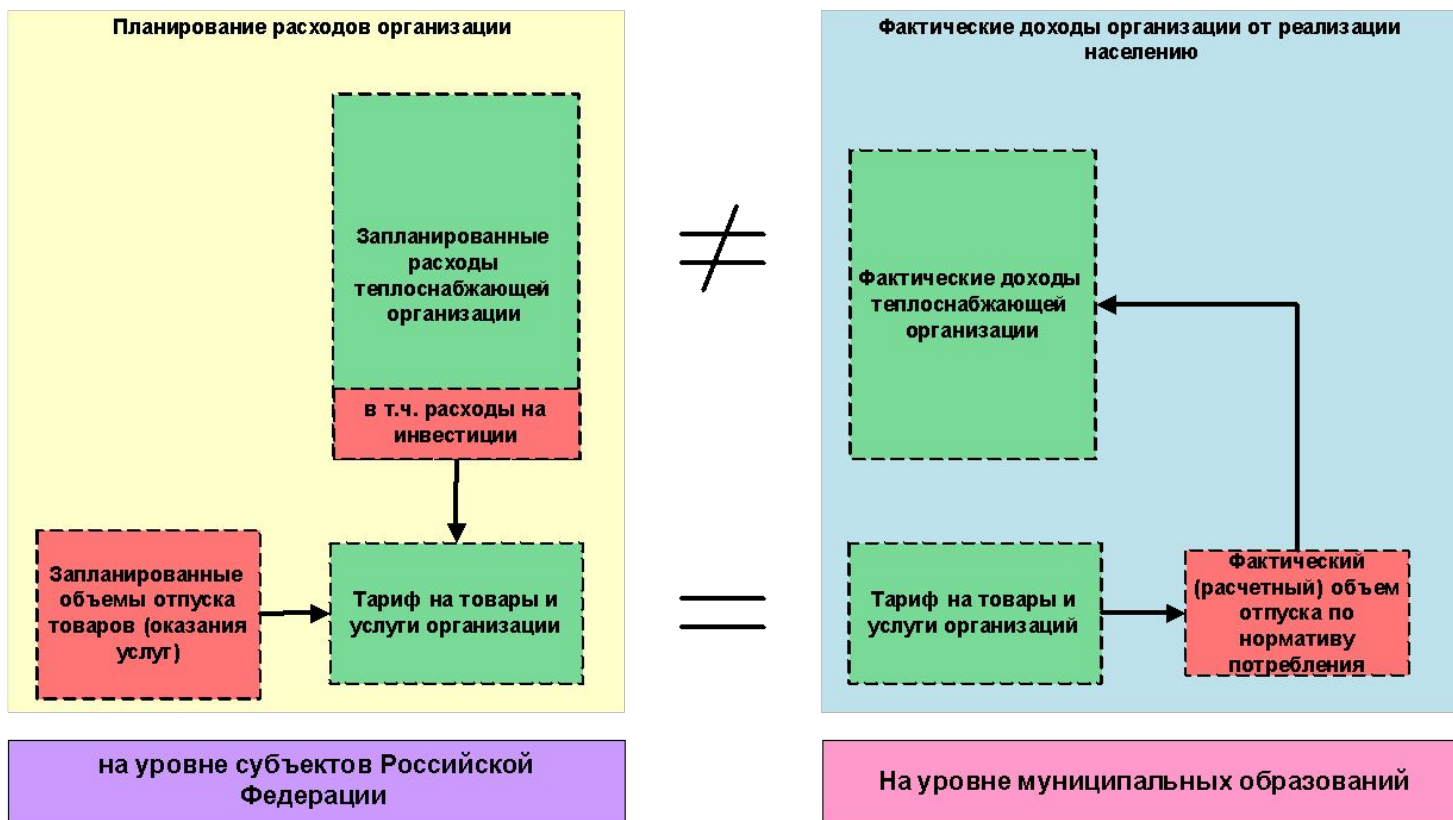 Планирование расходов организации
Запланированные
расходы
теплоснабжающей
организации
в т.ч. расходы на
инвестиции
Запланированные
объемы отпуска
товаров (оказания
услуг)
Тариф на товары и
услуги организации
на уровне субъектов Российской
Федерации
≠
=
Фактические доходы организации от реализации
населению
Фактические доходы
теплоснабжающей
организации
Тариф на товары и
услуги организаций
Фактический
(расчетный) объем
отпуска по
нормативу
потребления
На уровне муниципальных образований